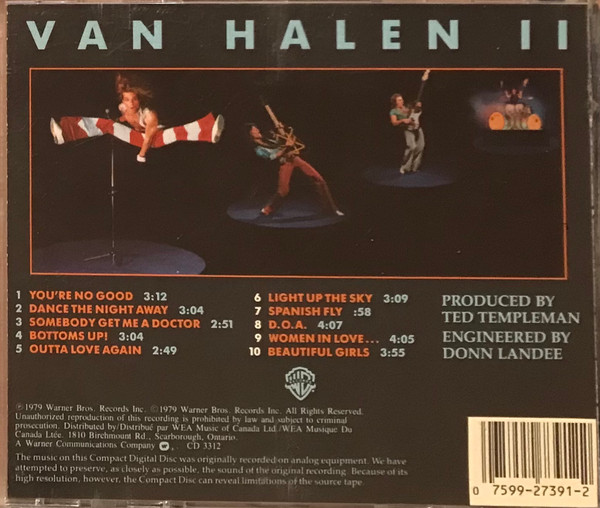 VAN HALEN II
1 YOU'RE NO GOOD 3:12
2 DANCE THE NIGHT AWAY 3:04
3 SOMEBODY GET ME A DOCTOR 2:51
4 BOTTOMS UP! 3:04
5 OUTTA LOVE AGAIN 2:49
6 LIGHT UP THE SKY 3:09
7 SPANISH FLY :58
8 D.O.A. 4:07
9 WOMEN IN LOVE... 4:05
10 BEAUTIFUL GIRLS 3:55
PRODUCED BY
TED TEMPLEMAN
ENGINEERED BY
DONN LANDEE
℗1979 Warner Bros. Records Inc. ©1979 Warner Bros. Records Inc. All Rights Reserved.
Unauthorized reproduction of this recording is prohibited by law and subject to criminal
prosecution. Distributed by/Distribué par WEA Music of Canada Ltd./WEA Musique Du
Canada Ltée. 1810 Birchmount Rd., Scarborough, Ontario.
A Warner Communications Company, CD 3312
The music on this Compact Digital Disc was originally recorded on analog equipment. We have
attempted to preserve, as closely as possible, the sound of the original recording. Because of its
high resolution, however, the Compact Disc can reveal limitations of the source tape.
0 7599-27391-2